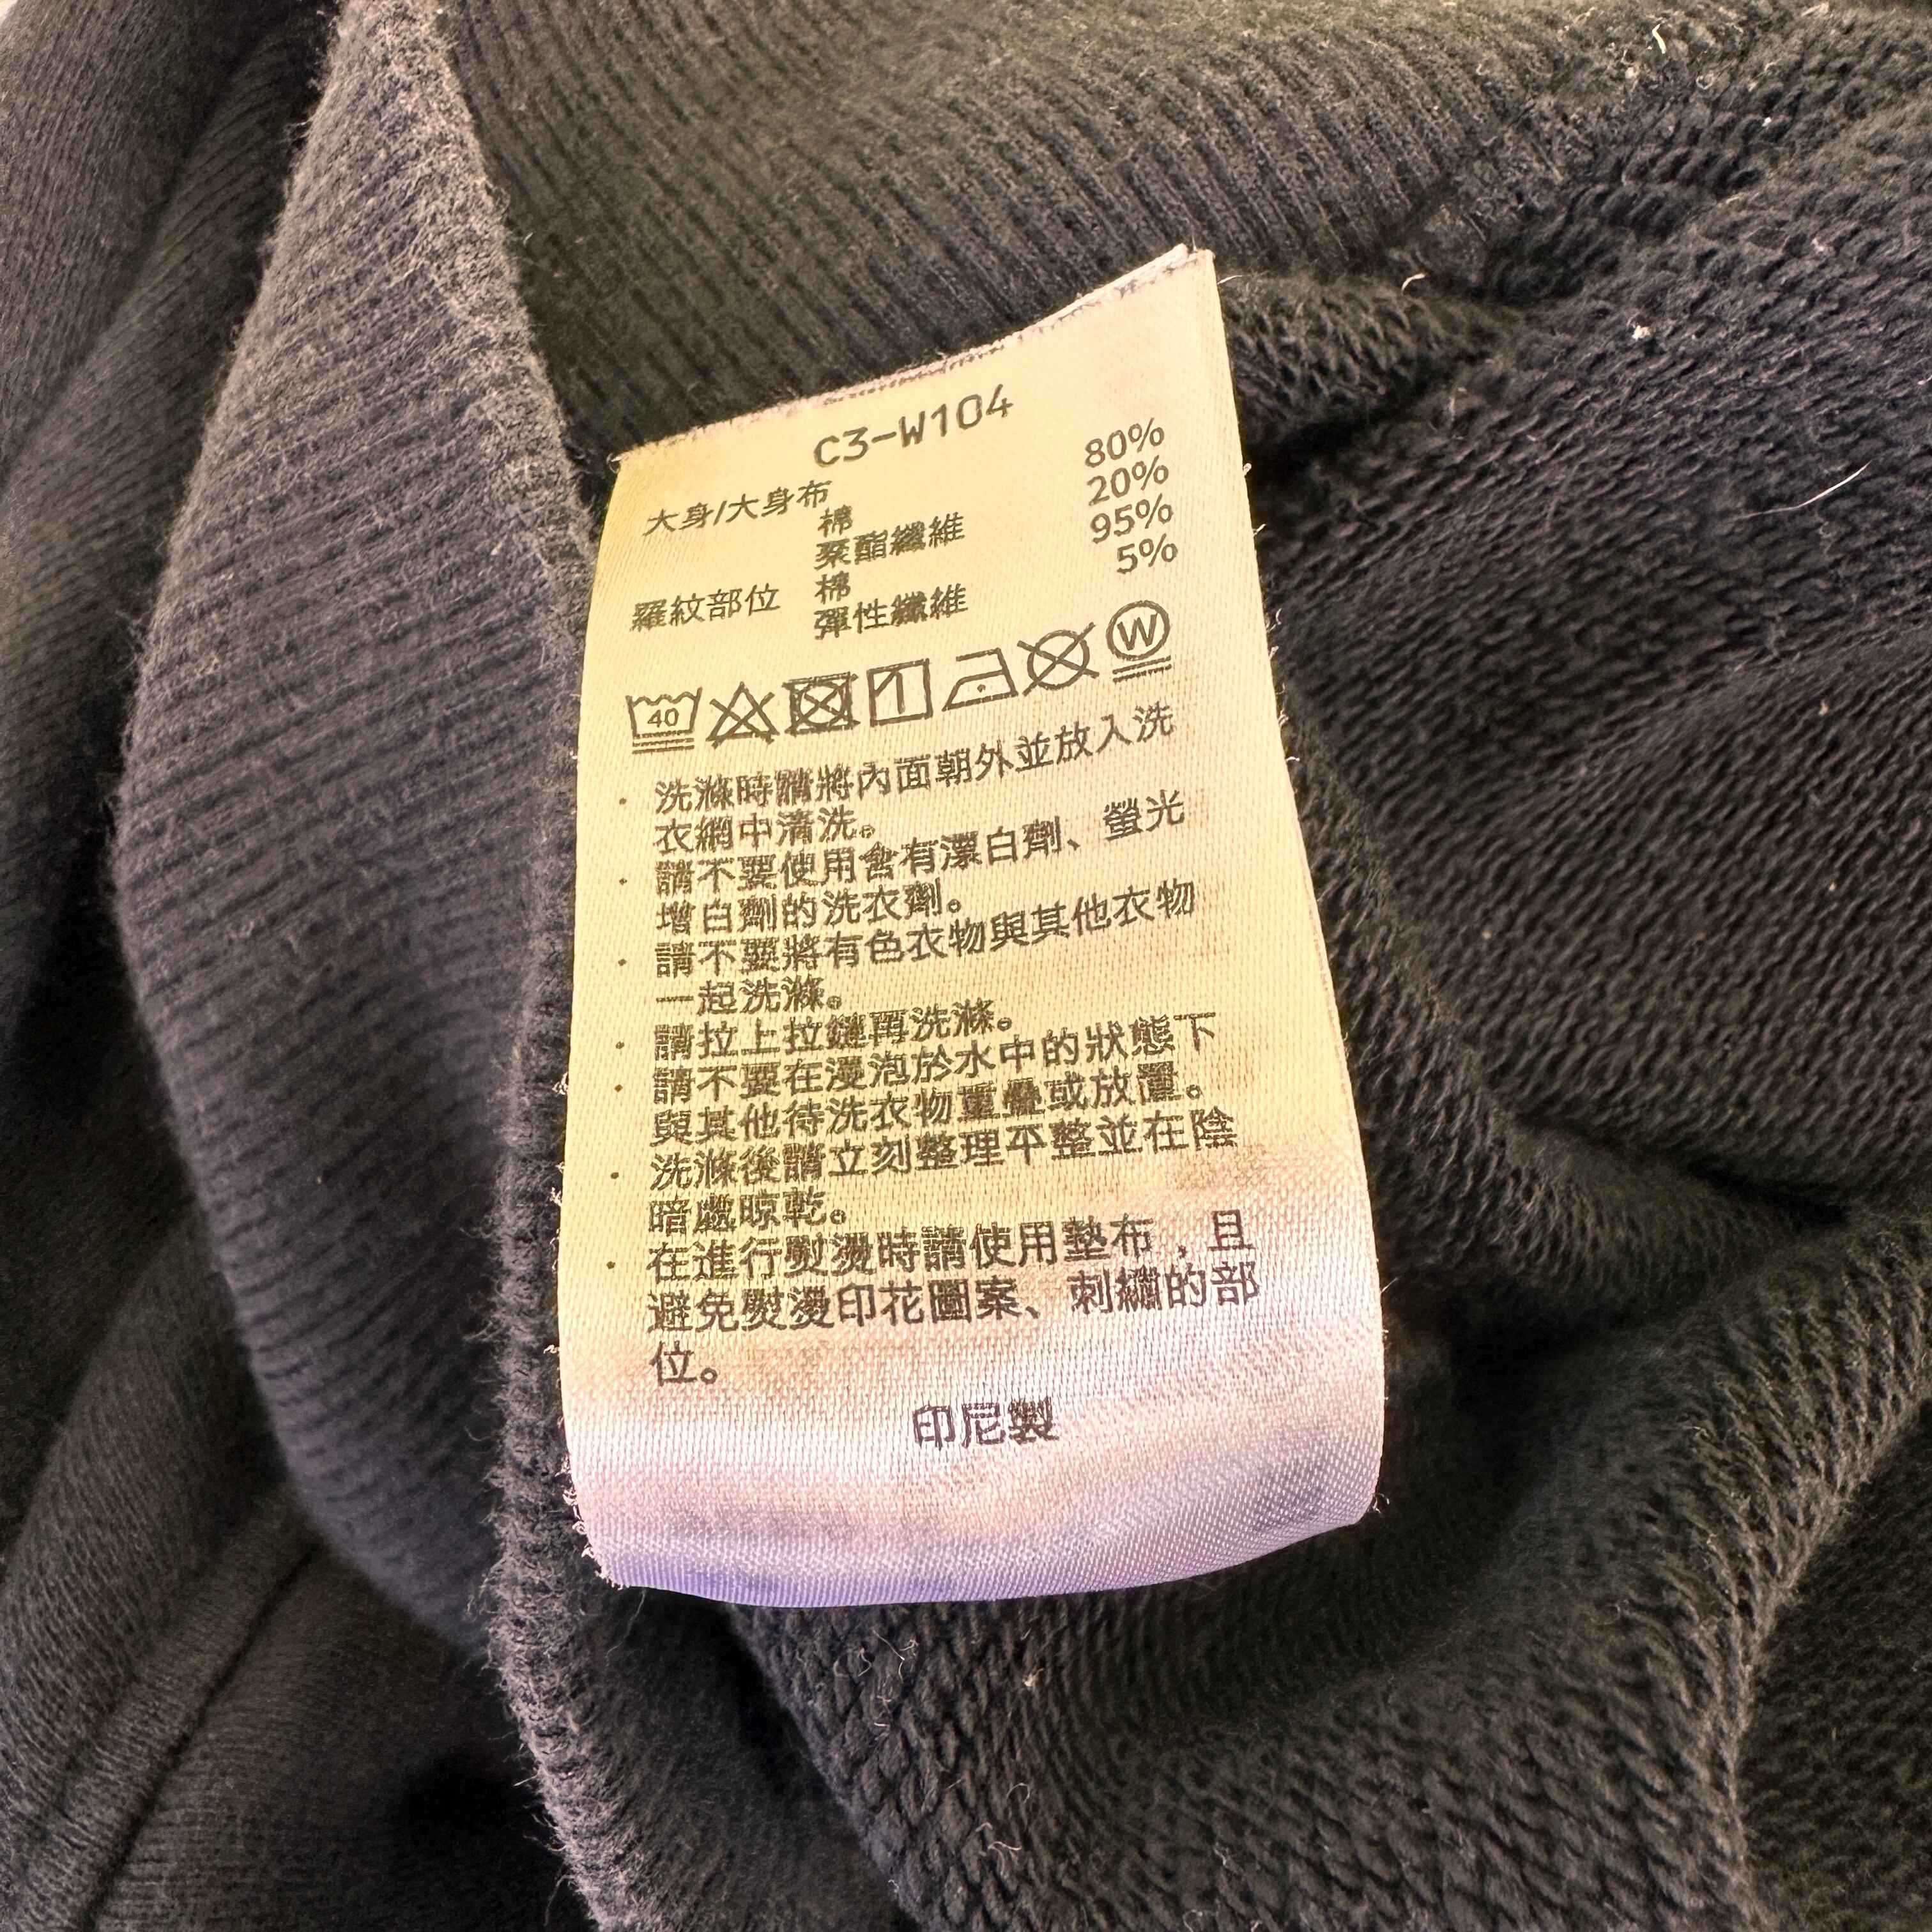 C3-W104
大身/大身布
棉 80%
聚酯纖維 20%
羅紋部位 棉 95%
彈性纖維 5%
40 W
· 洗滌時請將內面朝外並放入洗
衣網中清洗。
· 請不要使用含有漂白劑、螢光
增白劑的洗衣劑。
· 請不要將有色衣物與其他衣物
一起洗滌。
· 請拉上拉鏈再洗滌。
· 請不要在浸泡於水中的狀態下
與其他待洗衣物重疊或放置。
· 洗滌後請立刻整理平整並在陰
暗處晾乾。
· 在進行熨燙時請使用墊布，且
避免熨燙印花圖案、刺繡的部
位。
印尼製